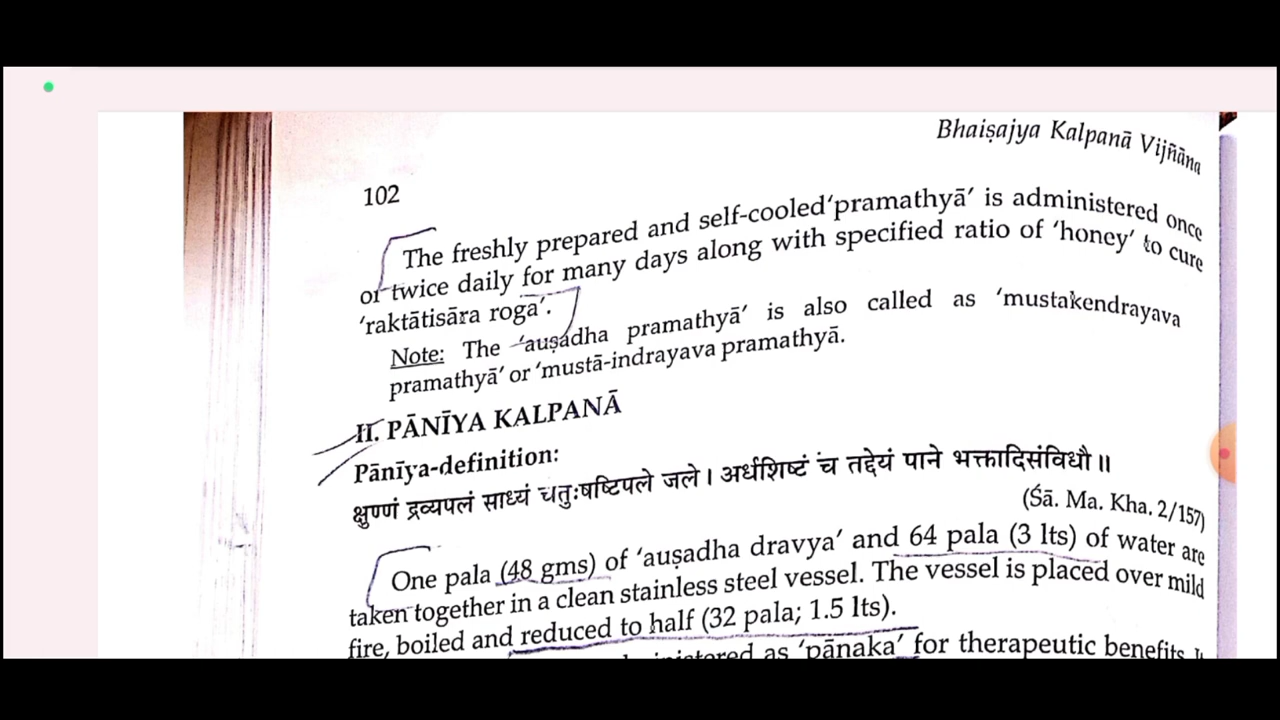 Bhaiṣajya Kalpanā Vijñāna
102
The freshly prepared and self-cooled'pramathyā' is administered once
or twice daily for many days along with specified ratio of 'honey' to cure
'raktātisāra roga'.
Note: The 'auṣadha pramathyā' is also called as 'mustakendrayava
pramathyā' or 'mustā-indrayava pramathyā.
II. PĀNĪYA KALPANĀ
Pānīya-definition:
क्षुण्णं द्रव्यपलं साध्यं चतुःषष्टिपले जले। अर्धशिष्टं च तद्देयं पाने भक्तादिसंविधौ॥
(Śā. Ma. Kha. 2/157)
One pala (48 gms) of 'auṣadha dravya' and 64 pala (3 lts) of water are
taken together in a clean stainless steel vessel. The vessel is placed over mild
fire, boiled and reduced to half (32 pala; 1.5 lts).
as 'pānaka' for therapeutic benefits.